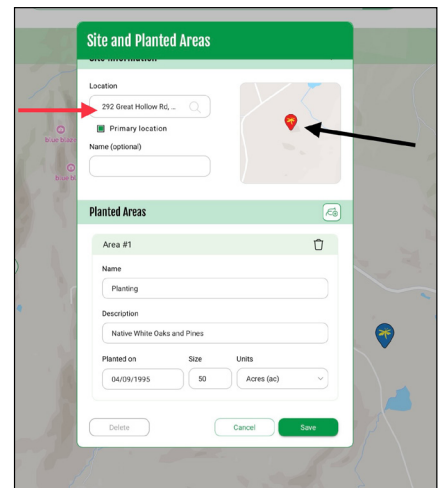 Site and Planted Areas
Site Information
Location
292 Great Hollow Rd, ...
Primary location
Name (optional)
Planted Areas
Area #1
Name
Planting
Description
Native White Oaks and Pines
Planted on Size Units
04/09/1995 50 Acres (ac)
Delete Cancel Save